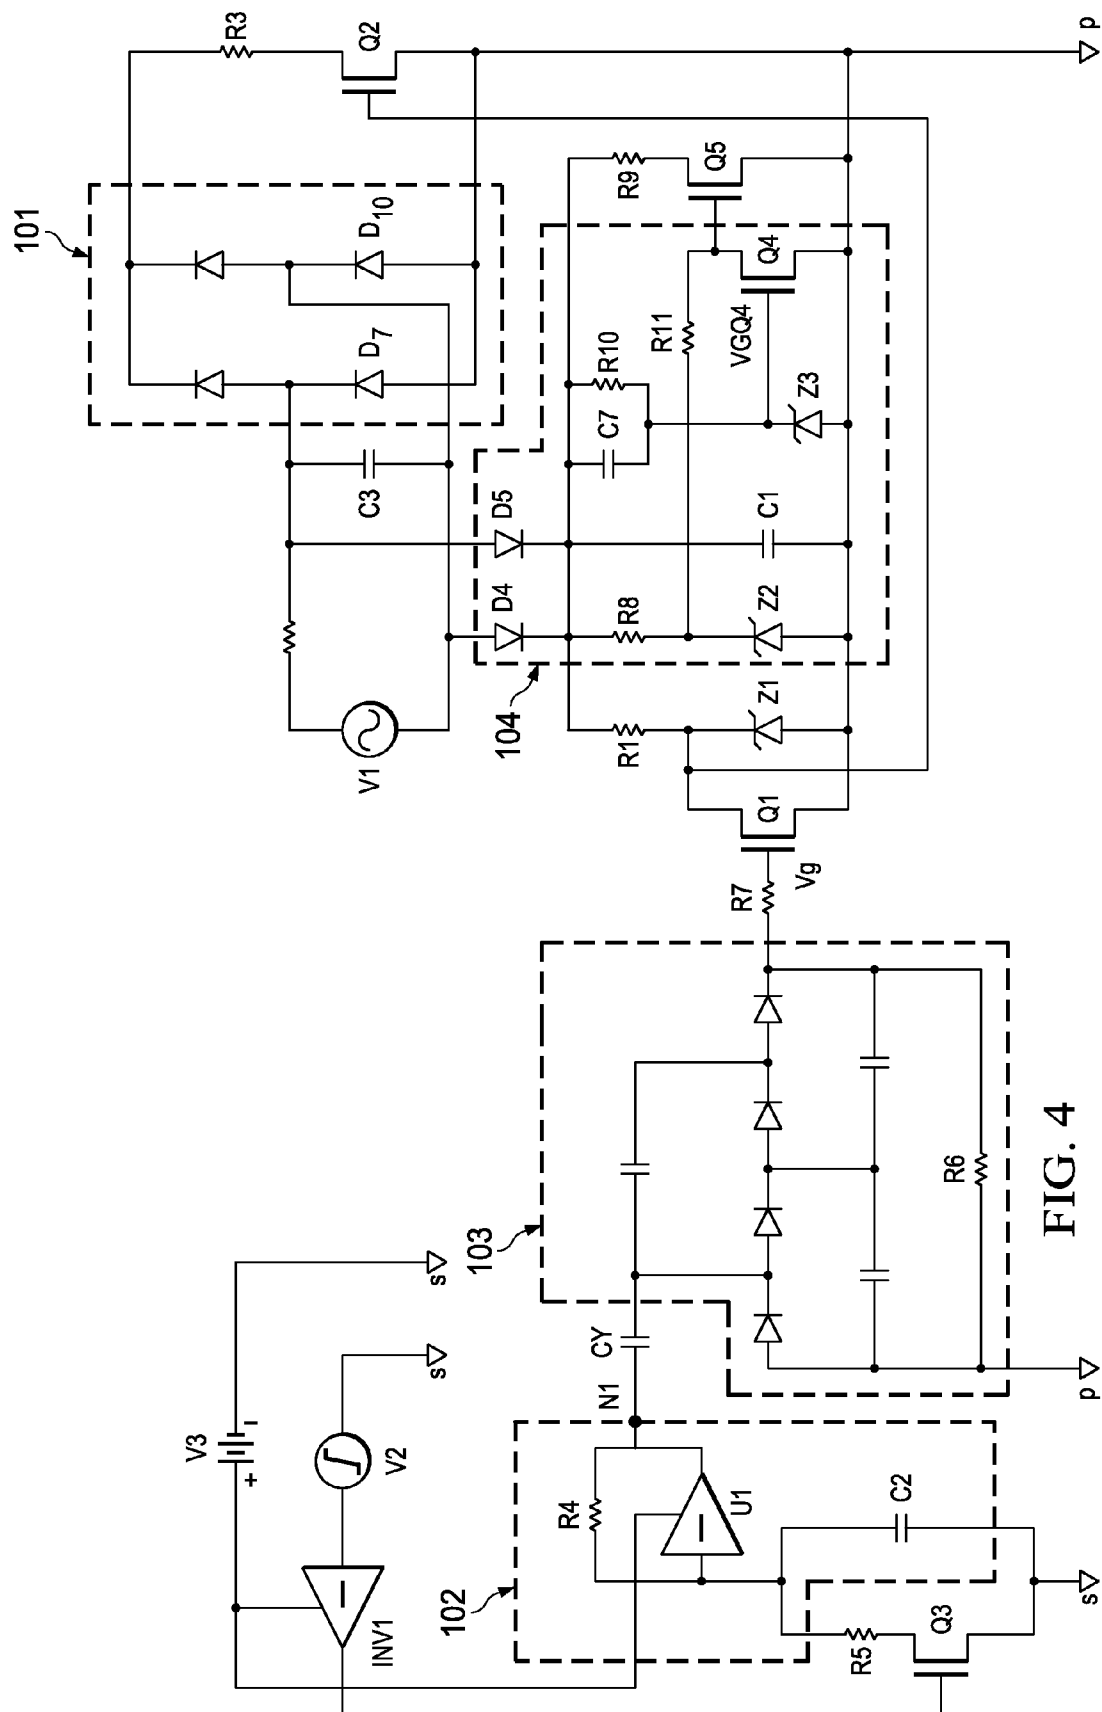 101
R3
Q2
D10
D7
C3
V1
p
104
D4
D5
C7
R10
R11
R9
Q5
Q4
VGQ4
Z3
C1
R8
Z2
R1
Z1
Q1
Vg
R7
103
R6
p
CY
N1
s
s
V3
+
−
V2
INV1
102
R4
U1
C2
R5
Q3
s
FIG. 4